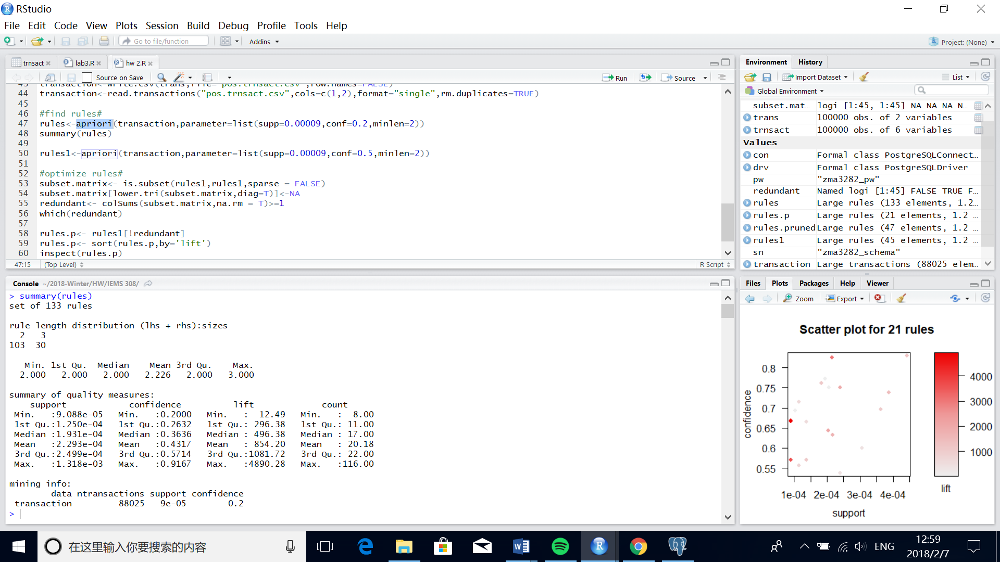 RStudio
File Edit Code View Plots Session Build Debug Profile Tools Help
Go to file/function
Addins
Project: (None)
trnsact
lab3.R
hw 2.R
Source on Save
Run
Source
44 transaction<-read.transactions("pos.trnsact.csv",cols=c(1,2),format="single",rm.duplicates=TRUE)
45
46 #find rules#
47 rules<-apriori(transaction,parameter=list(supp=0.00009,conf=0.2,minlen=2))
48 summary(rules)
49
50 rules1<-apriori(transaction,parameter=list(supp=0.00009,conf=0.5,minlen=2))
51
52 #optimize rules#
53 subset.matrix<- is.subset(rules1,rules1,sparse = FALSE)
54 subset.matrix[lower.tri(subset.matrix,diag=T)]<-NA
55 redundant<- colSums(subset.matrix,na.rm = T)>=1
56 which(redundant)
57
58 rules.p<- rules1[!redundant]
59 rules.p<- sort(rules.p,by='lift')
60 inspect(rules.p)
47:15 (Top Level) R Script
Console ~/2018-Winter/HW/IEMS 308/
> summary(rules)
set of 133 rules
rule length distribution (lhs + rhs):sizes
2 3
103 30
Min. 1st Qu. Median Mean 3rd Qu. Max.
2.000 2.000 2.000 2.226 2.000 3.000
summary of quality measures:
support confidence lift count
Min. :9.088e-05 Min. :0.2000 Min. : 12.49 Min. : 8.00
1st Qu.:1.250e-04 1st Qu.:0.2632 1st Qu.: 296.38 1st Qu.: 11.00
Median :1.931e-04 Median :0.3636 Median : 496.38 Median : 17.00
Mean :2.293e-04 Mean :0.4317 Mean : 854.20 Mean : 20.18
3rd Qu.:2.499e-04 3rd Qu.:0.5714 3rd Qu.:1081.72 3rd Qu.: 22.00
Max. :1.318e-03 Max. :0.9167 Max. :4890.28 Max. :116.00
mining info:
data ntransactions support confidence
transaction 88025 9e-05 0.2
>
Environment History
Import Dataset
List
Global Environment
subset.mat… logi [1:45, 1:45] NA NA NA N…
trans 100000 obs. of 2 variables
trnsact 100000 obs. of 6 variables
Values
con Formal class PostgreSQLConnect…
drv Formal class PostgreSQLDriver
pw "zma3282_pw"
redundant Named logi [1:45] FALSE TRUE F…
rules Large rules (133 elements, 1.2…
rules.p Large rules (21 elements, 1.2 …
rules.pruned Large rules (47 elements, 1.2 …
rules1 Large rules (45 elements, 1.2 …
sn "zma3282_schema"
transaction Large transactions (88025 elem…
Files Plots Packages Help Viewer
Zoom
Export
Scatter plot for 21 rules
confidence
0.8
0.75
0.7
0.65
0.6
0.55
1e-04 2e-04 3e-04 4e-04
support
4000
3000
2000
1000
lift
在这里输入你要搜索的内容
ENG
12:59
2018/2/7